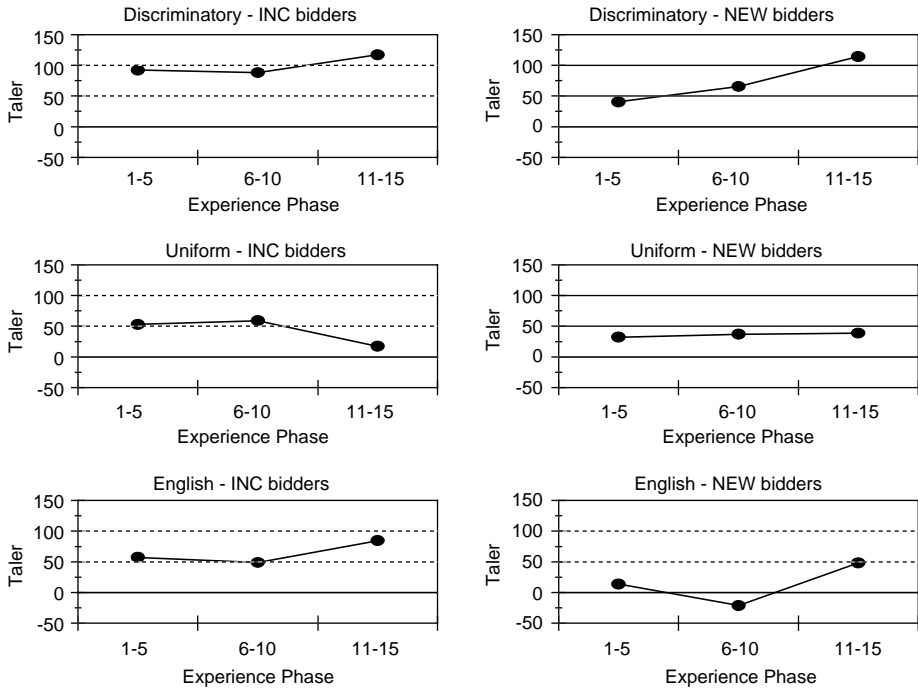 Discriminatory - INC bidders
150
100
50
0
-50
Taler
1-5 6-10 11-15
Experience Phase
Discriminatory - NEW bidders
150
100
50
0
-50
Taler
1-5 6-10 11-15
Experience Phase
Uniform - INC bidders
150
100
50
0
-50
Taler
1-5 6-10 11-15
Experience Phase
Uniform - NEW bidders
150
100
50
0
-50
Taler
1-5 6-10 11-15
Experience Phase
English - INC bidders
150
100
50
0
-50
Taler
1-5 6-10 11-15
Experience Phase
English - NEW bidders
150
100
50
0
-50
Taler
1-5 6-10 11-15
Experience Phase